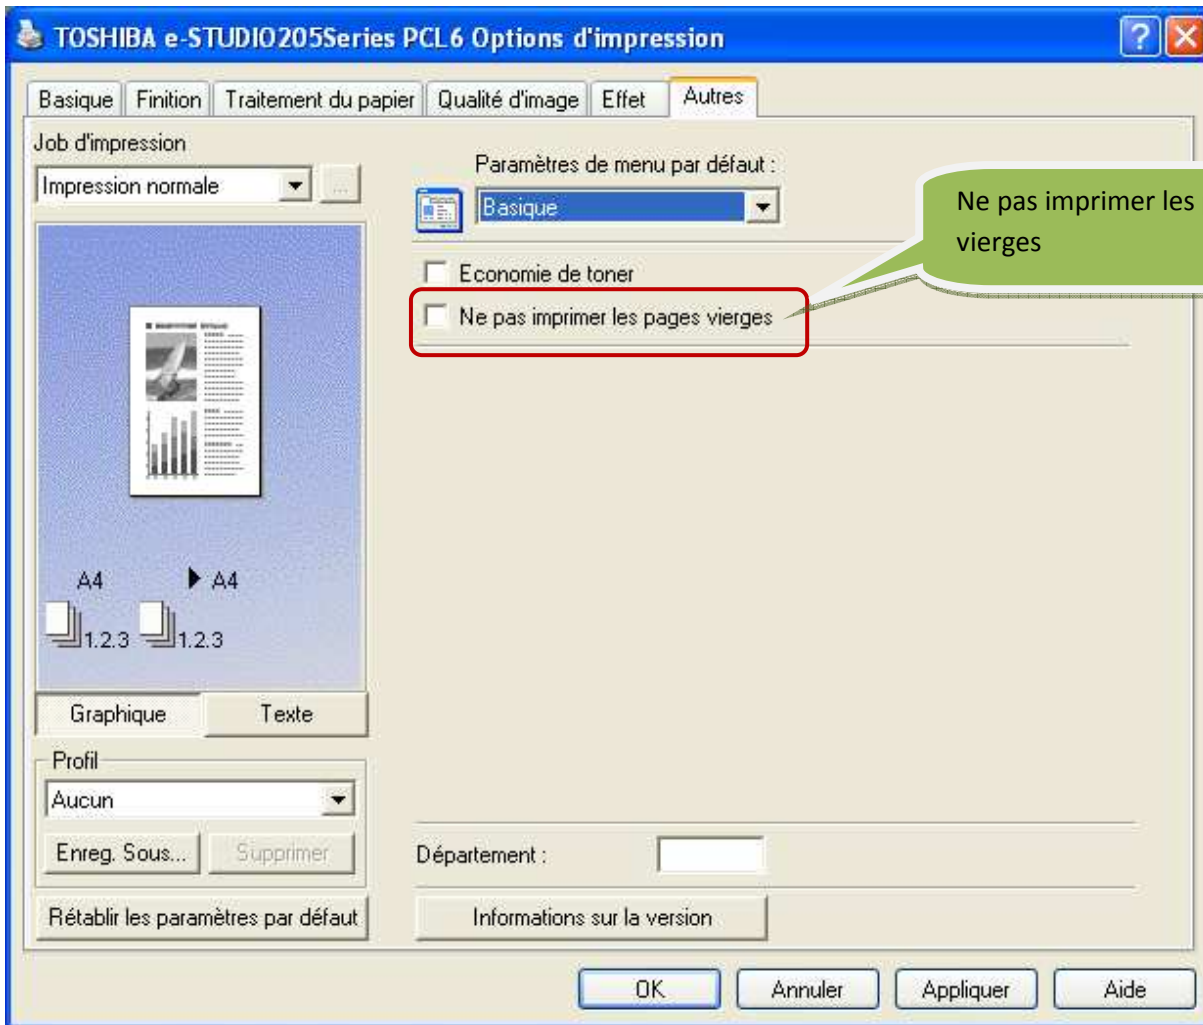 TOSHIBA e-STUDIO205Series PCL6 Options d'impression
Basique Finition Traitement du papier Qualité d'image Effet Autres
Job d'impression
Impression normale
...
Paramètres de menu par défaut :
Basique
Ne pas imprimer les
vierges
Economie de toner
Ne pas imprimer les pages vierges
A4 A4
1.2.3 1.2.3
Graphique Texte
Profil
Aucun
Enreg. Sous... Supprimer
Département :
Rétablir les paramètres par défaut
Informations sur la version
OK Annuler Appliquer Aide